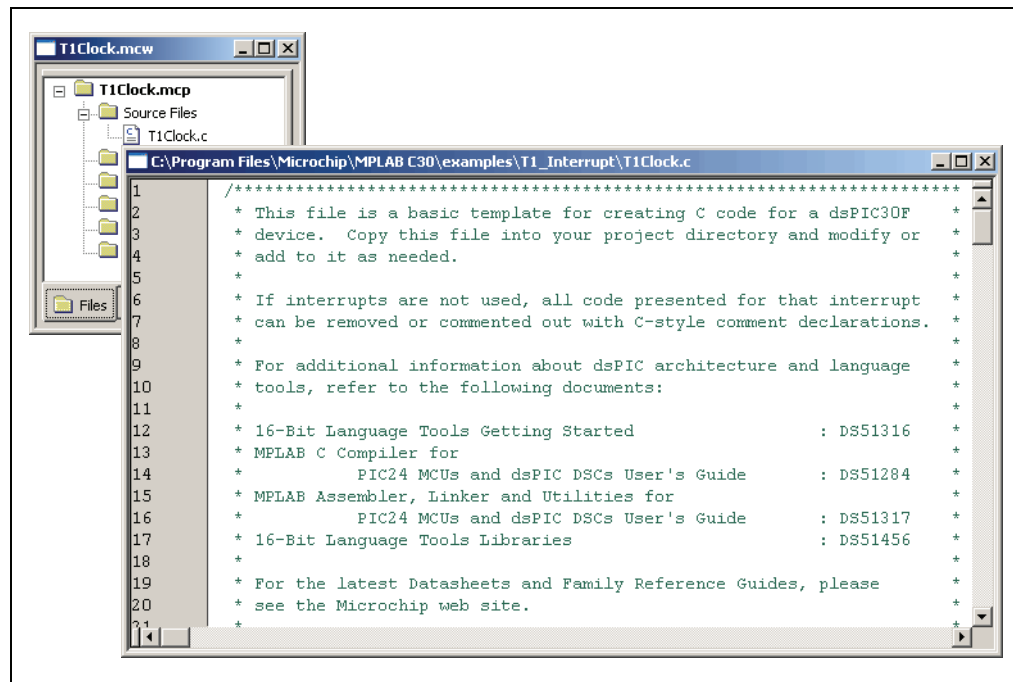 T1Clock.mcw
T1Clock.mcp
Source Files
T1Clock.c
Files
C:\Program Files\Microchip\MPLAB C30\examples\T1_Interrupt\T1Clock.c
1 /**********************************************************************
2 * This file is a basic template for creating C code for a dsPIC30F *
3 * device. Copy this file into your project directory and modify or *
4 * add to it as needed. *
5 * *
6 * If interrupts are not used, all code presented for that interrupt *
7 * can be removed or commented out with C-style comment declarations. *
8 * *
9 * For additional information about dsPIC architecture and language *
10 * tools, refer to the following documents: *
11 * *
12 * 16-Bit Language Tools Getting Started : DS51316 *
13 * MPLAB C Compiler for *
14 * PIC24 MCUs and dsPIC DSCs User's Guide : DS51284 *
15 * MPLAB Assembler, Linker and Utilities for *
16 * PIC24 MCUs and dsPIC DSCs User's Guide : DS51317 *
17 * 16-Bit Language Tools Libraries : DS51456 *
18 * *
19 * For the latest Datasheets and Family Reference Guides, please *
20 * see the Microchip web site. *
21 * *